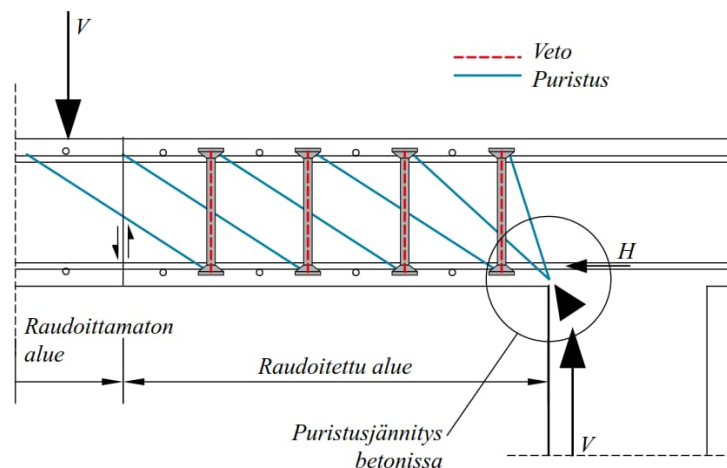 V
Veto
Puristus
H
Raudoittamaton
alue
Raudoitettu alue
Puristusjännitys
betonissa
V